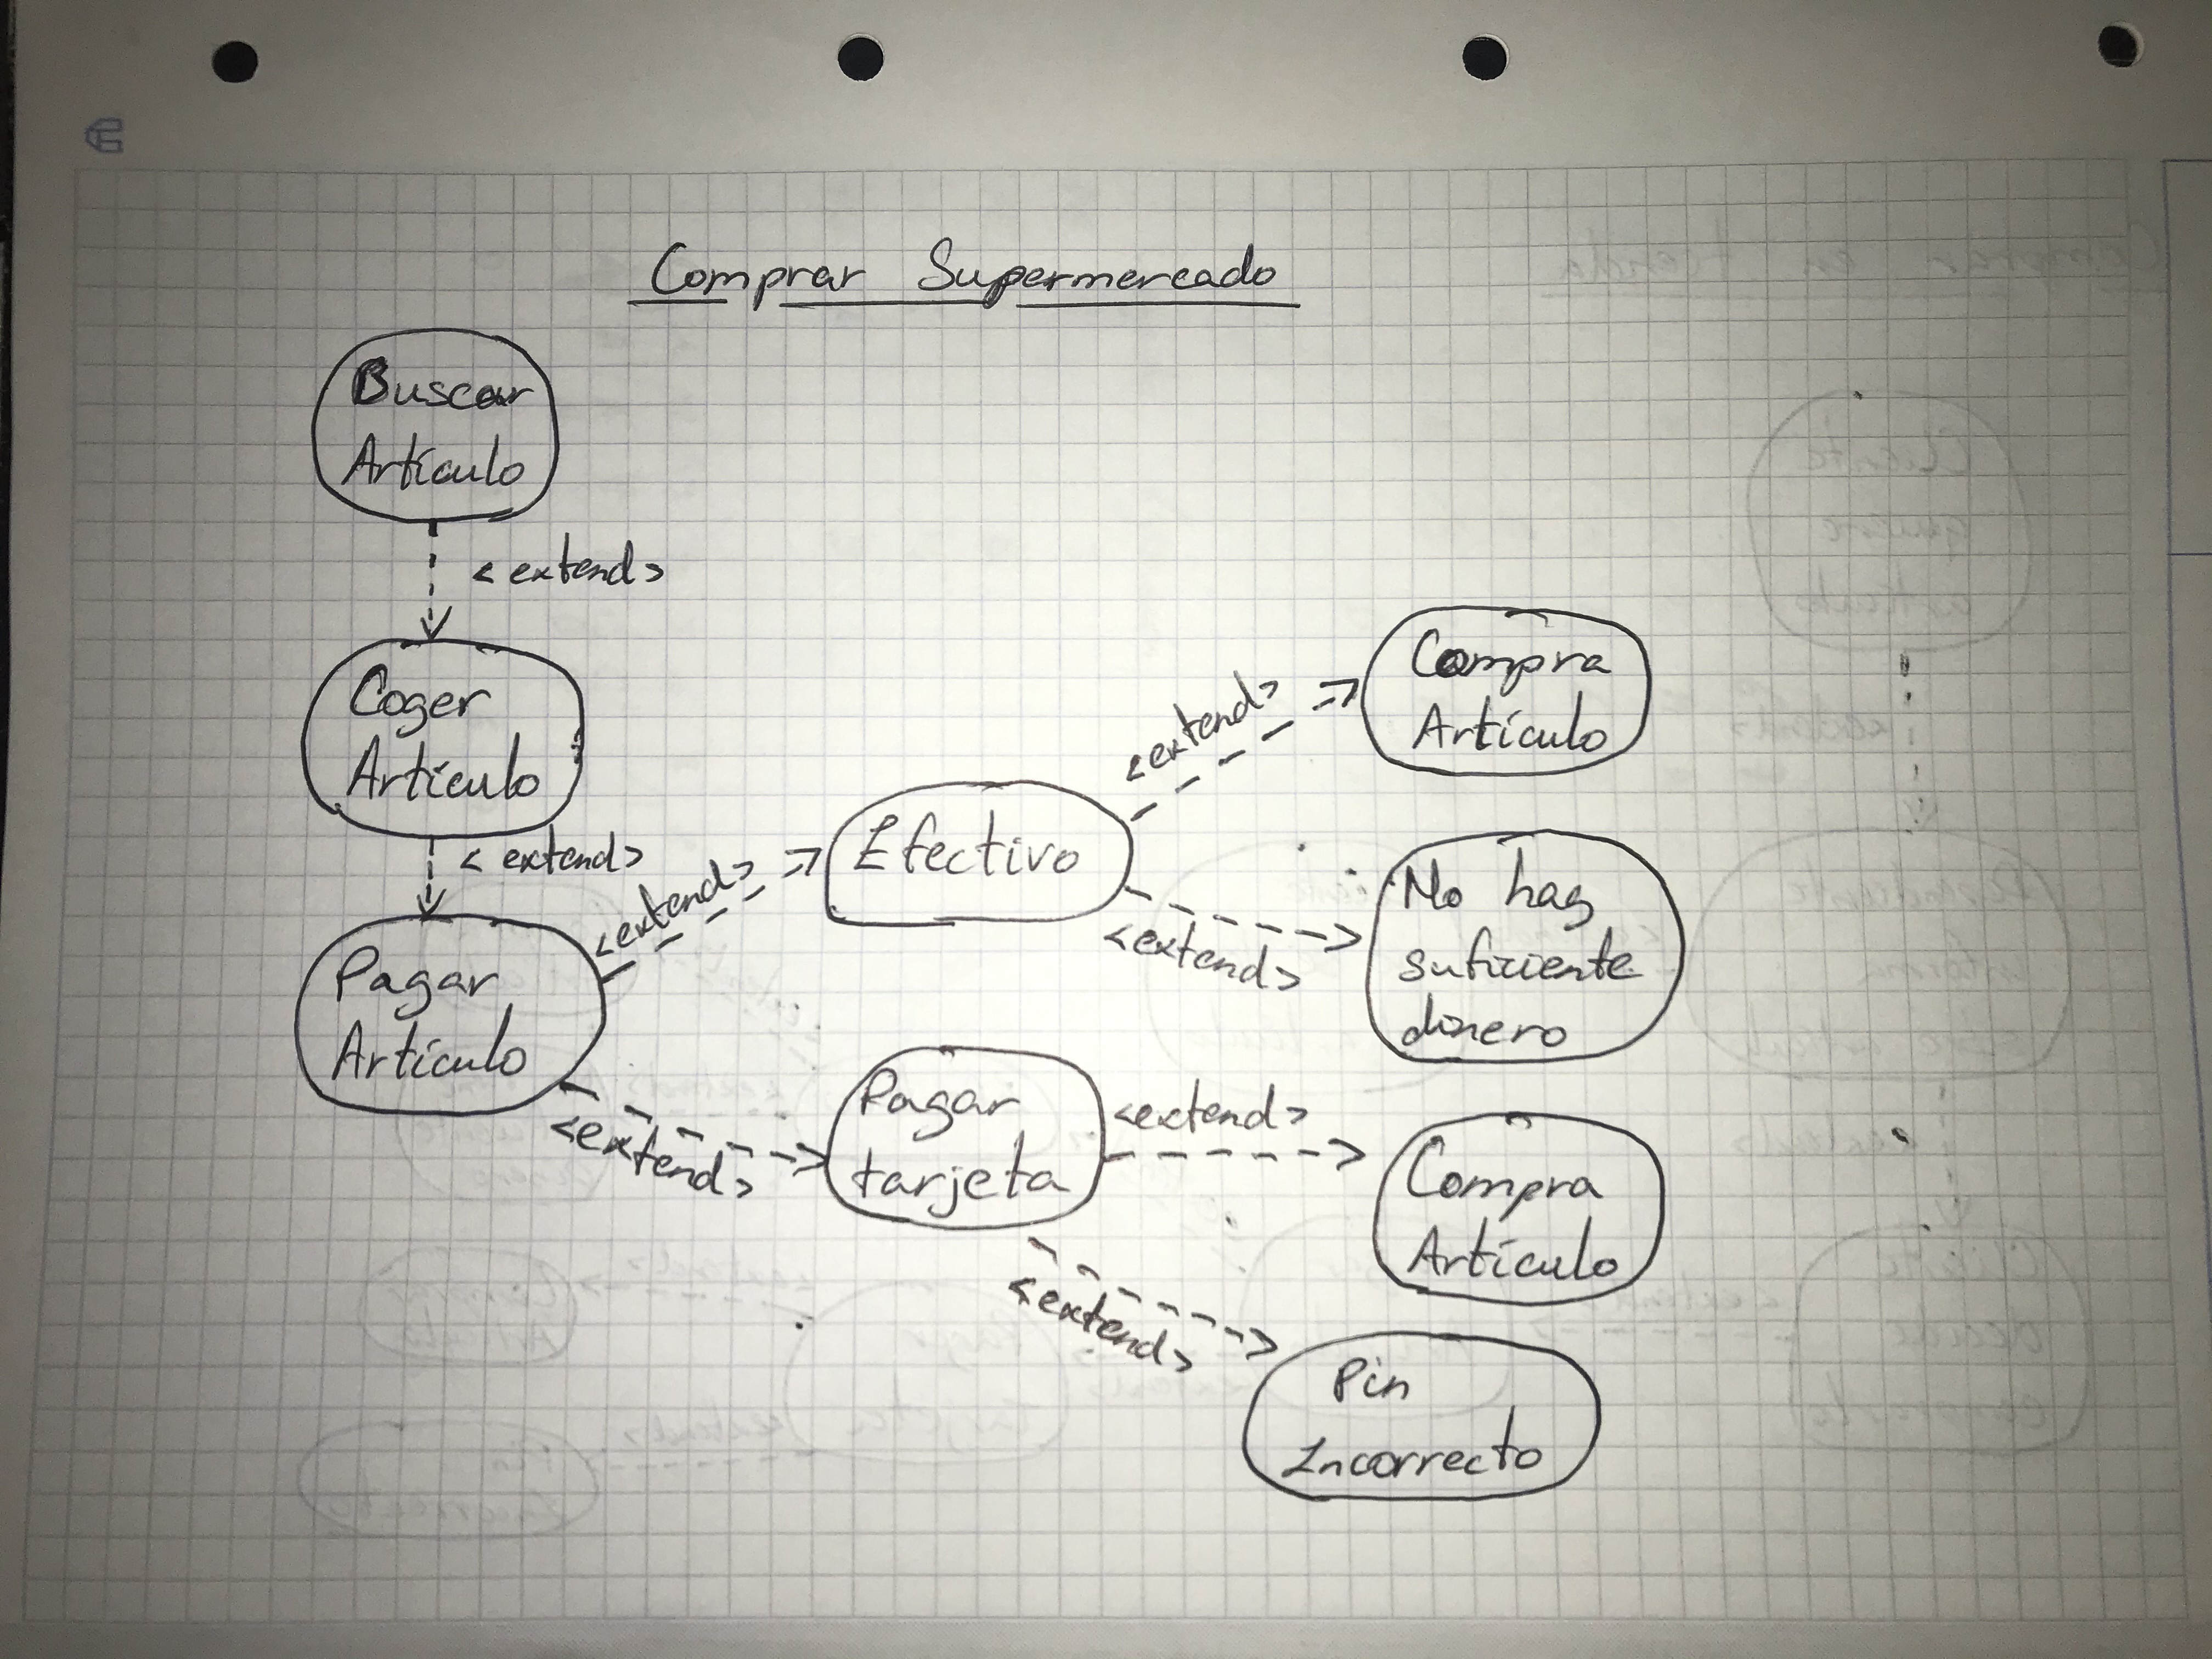 Comprar Supermercado
Buscar
Artículo
<extend>
Coger
Artículo
<extend>
Pagar
Artículo
<extend>
Efectivo
<extend>
Compra
Artículo
<extend>
No hay
suficiente
dinero
<extend>
Pagar
tarjeta
<extend>
Compra
Artículo
<extend>
Pin
Incorrecto